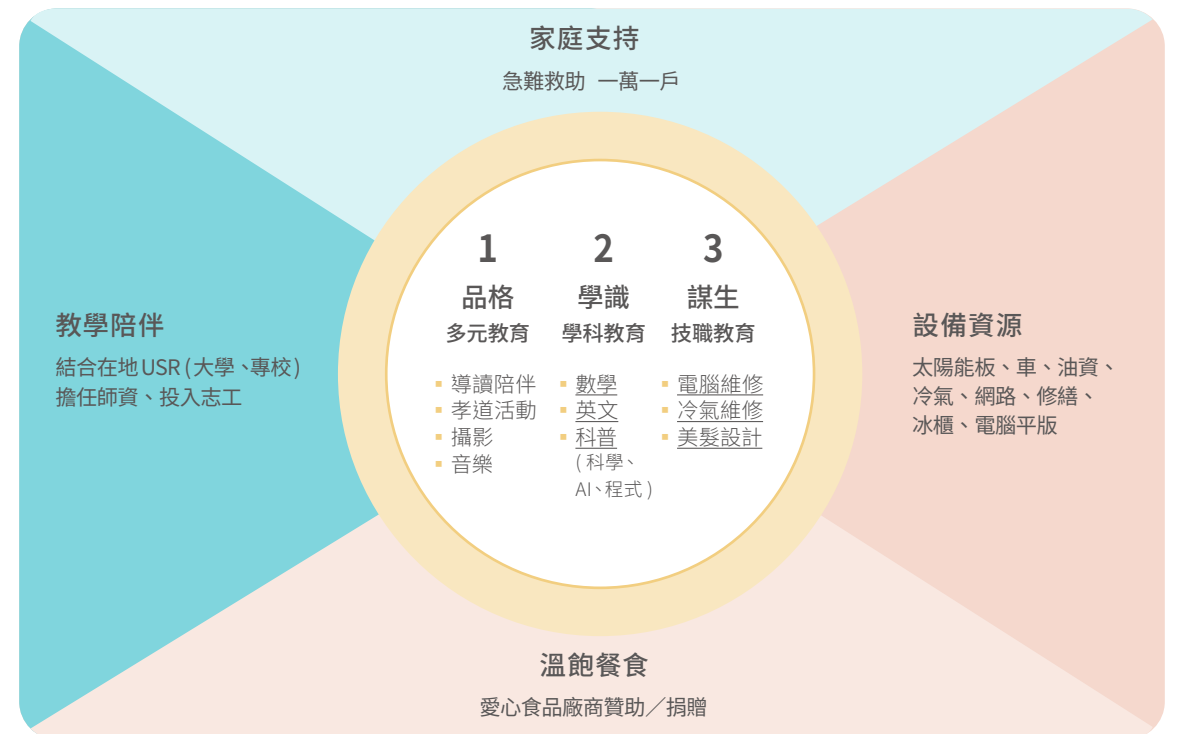 家庭支持
急難救助 一萬一戶
教學陪伴
結合在地USR(大學、專校)
擔任師資、投入志工
1
品格
多元教育
▪ 導讀陪伴
▪ 孝道活動
▪ 攝影
▪ 音樂
2
學識
學科教育
▪ 數學
▪ 英文
▪ 科普
(科學、
AI、程式)
3
謀生
技職教育
▪ 電腦維修
▪ 冷氣維修
▪ 美髮設計
設備資源
太陽能板、車、油資、
冷氣、網路、修繕、
冰櫃、電腦平版
溫飽餐食
愛心食品廠商贊助／捐贈